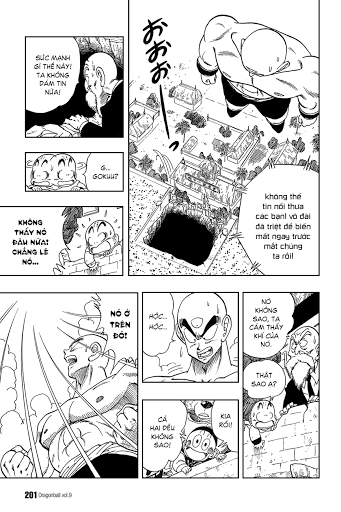 おおお
không thể
tin nổi thưa
các bạn! võ đài
đã triệt để biến
mất ngay trước
mắt chúng
ta rồi!
SỨC MẠNH
GÌ THẾ NÀY!
TA KHÔNG
DÁM TIN
NỮA!
G...
GOKU?
KHÔNG
THẤY NÓ
ĐÂU NỮA!
CHẲNG LẼ
NÓ...
NÓ
KHÔNG
SAO, TA
CẢM THẤY
KHÍ CỦA
NÓ.
THẬT
SAO Ạ?
HỘC...
HỘC...
KIA
RỒI!
CẢ
HAI ĐỀU
KHÔNG
SAO!
NÓ Ở
TRÊN
ĐÓ!
201 Dragonball vol.9